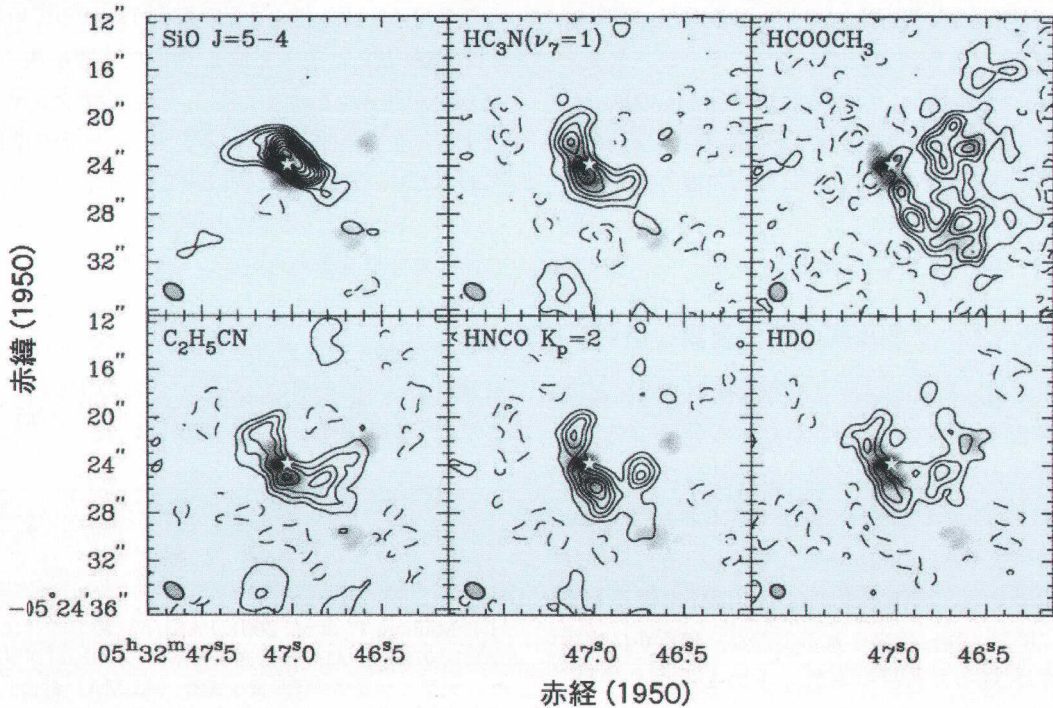 SiO J=5-4
HC₃N(ν₇=1)
HCOOCH₃
C₂H₅CN
HNCO Kₚ=2
HDO
12″
16″
20″
24″
28″
32″
12″
16″
20″
24″
28″
32″
-05°24′36″
赤緯 (1950)
05ʰ32ᵐ47ˢ.5 47ˢ.0 46ˢ.5
47ˢ.0 46ˢ.5
47ˢ.0 46ˢ.5
赤経 (1950)